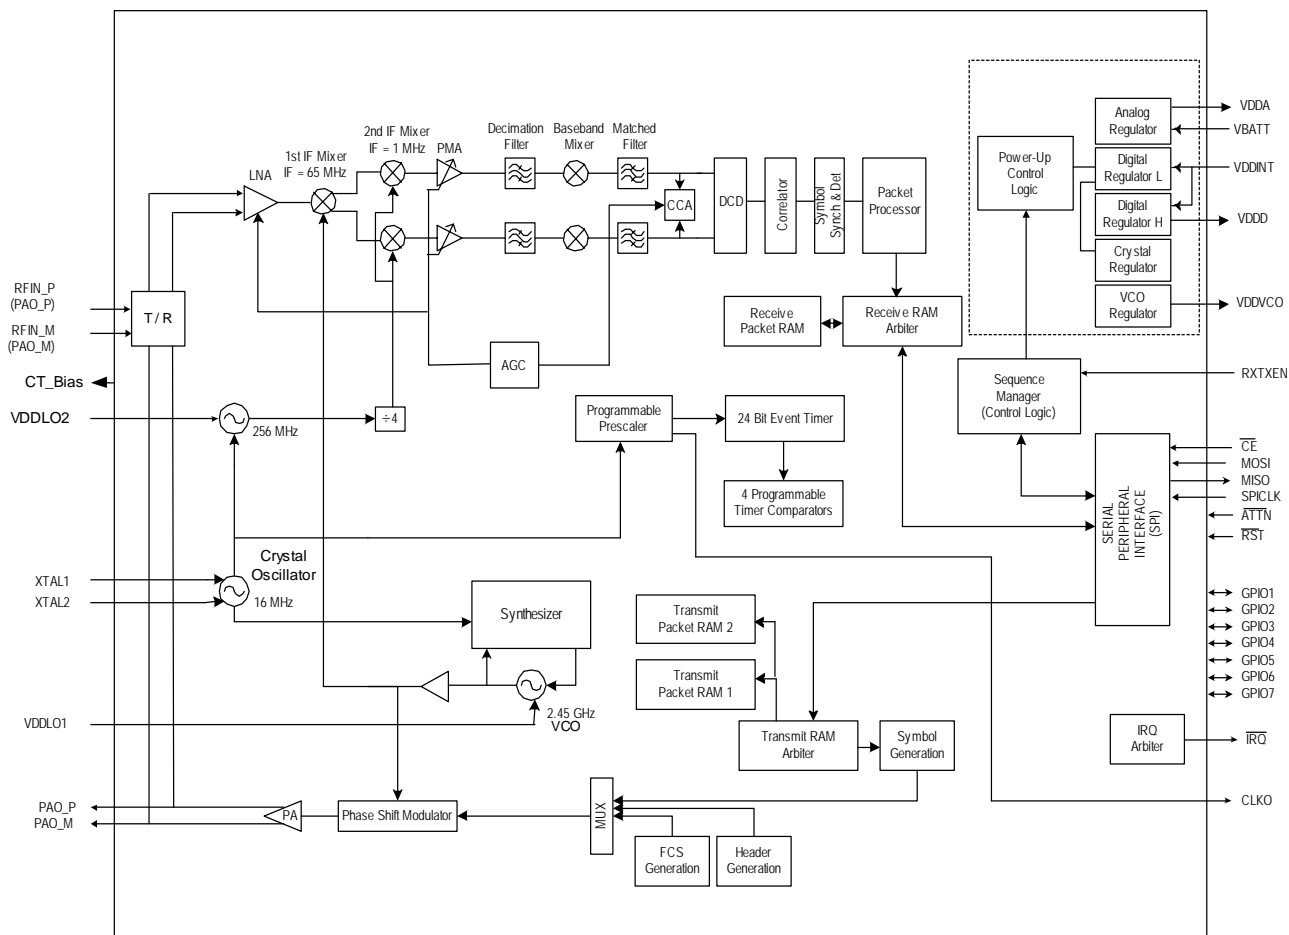 2nd IF Mixer
IF = 1 MHz
PMA
Decimation
Filter
Baseband
Mixer
Matched
Filter
1st IF Mixer
IF = 65 MHz
LNA
CCA
DCD
Correlator
Symbol
Synch & Det
Packet
Processor
Power-Up
Control
Logic
Analog
Regulator
Digital
Regulator L
Digital
Regulator H
Crystal
Regulator
VCO
Regulator
VDDA
VBATT
VDDINT
VDDD
VDDVCO
RFIN_P
(PAO_P)
RFIN_M
(PAO_M)
T / R
CT_Bias
VDDLO2
256 MHz
÷4
AGC
Receive
Packet RAM
Receive RAM
Arbiter
Sequence
Manager
(Control Logic)
RXTXEN
Programmable
Prescaler
24 Bit Event Timer
4 Programmable
Timer Comparators
SERIAL
PERIPHERAL
INTERFACE
(SPI)
CE
MOSI
MISO
SPICLK
ATTN
RST
GPIO1
GPIO2
GPIO3
GPIO4
GPIO5
GPIO6
GPIO7
Crystal
Oscillator
XTAL1
XTAL2
16 MHz
Synthesizer
2.45 GHz
VCO
VDDLO1
Transmit
Packet RAM 2
Transmit
Packet RAM 1
Transmit RAM
Arbiter
Symbol
Generation
IRQ
Arbiter
IRQ
CLKO
PAO_P
PAO_M
PA
Phase Shift Modulator
MUX
FCS
Generation
Header
Generation